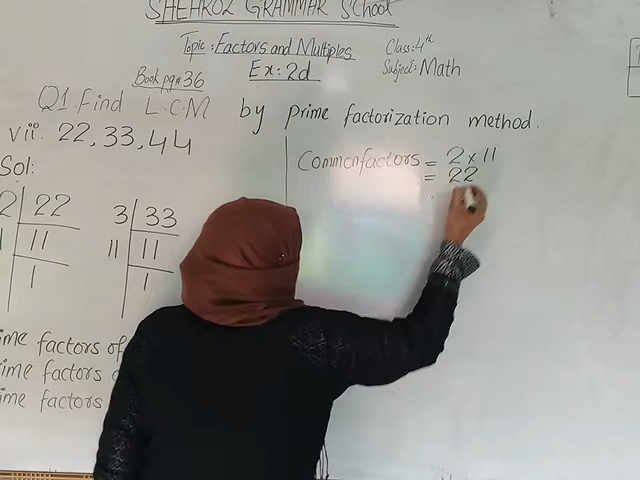 SHEHROZ GRAMMAR School
Topic: Factors and Multiples
Class: 4th
Ex: 2d
Subject: Math
Book pg# 36
Q1. Find L.C.M by prime factorization method.
vii. 22, 33, 44
Sol:
Common factors = 2 x 11
= 22
2 22
11
1
3 33
11 11
1
ime factors of
ime factors
ime factors